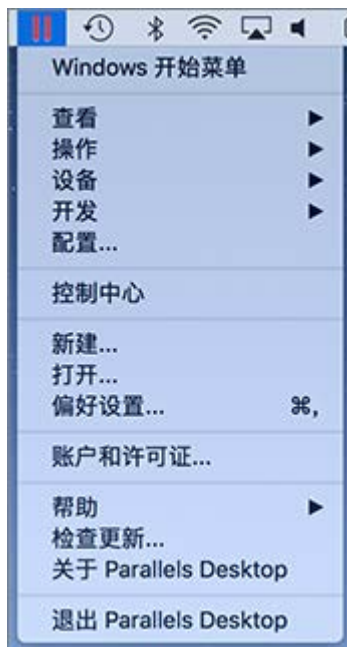 Windows 开始菜单
查看
操作
设备
开发
配置...
控制中心
新建...
打开...
偏好设置... ⌘,
账户和许可证...
帮助
检查更新...
关于 Parallels Desktop
退出 Parallels Desktop